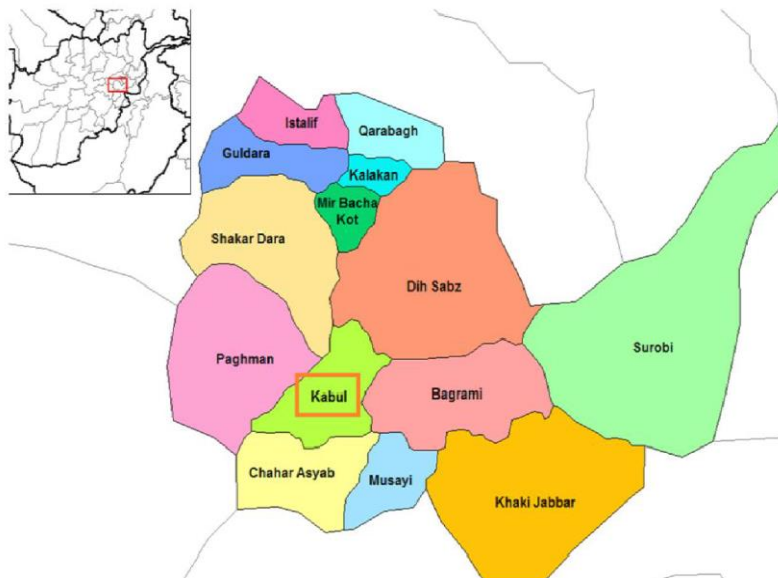 Istalif
Qarabagh
Guldara
Kalakan
Mir Bacha
Kot
Shakar Dara
Dih Sabz
Surobi
Paghman
Kabul
Bagrami
Chahar Asyab
Musayi
Khaki Jabbar